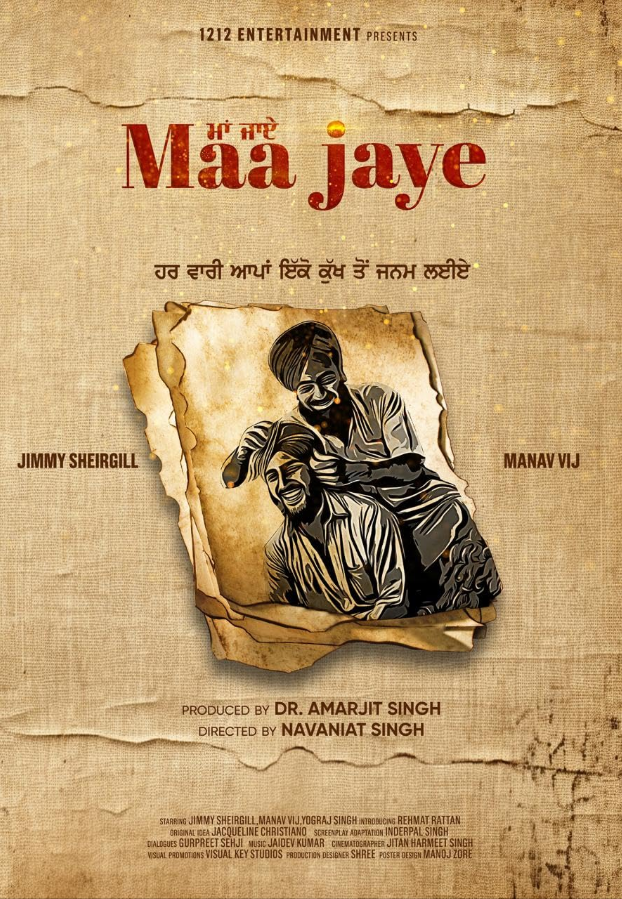 1212 ENTERTAINMENT PRESENTS
ਮਾਂ ਜਾਏ
Maa jaye
ਹਰ ਵਾਰੀ ਆਪਾਂ ਇੱਕੋ ਕੁੱਖ ਤੋਂ ਜਨਮ ਲਈਏ
JIMMY SHEIRGILL
MANAV VIJ
PRODUCED BY DR. AMARJIT SINGH
DIRECTED BY NAVANIAT SINGH
STARRING JIMMY SHEIRGILL,MANAV VIJ,YOGRAJ SINGH INTRODUCING REHMAT RATTAN
ORIGINAL IDEA JACQUELINE CHRISTIANO SCREENPLAY ADAPTATION INDERPAL SINGH
DIALOGUES GURPREET SEHJI MUSIC JAIDEV KUMAR CINEMATOGRAPHER JITAN HARMEET SINGH
VISUAL PROMOTIONS VISUAL KEY STUDIOS PRODUCTION DESIGNER SHREE POSTER DESIGN MANOJ ZORE